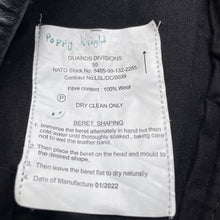 Poppy
GUARDS DIVISIONS
55
NATO Stock No: 8405-99-132-2255
Contract No: LSL/DC/0039
Fibre content : 100% Wool
P
DRY CLEAN ONLY
BERET SHAPING
1. Immerse the beret alternately in hand hot then
cold water until thoroughly soaked , taking care
not to wet the leather band.
2. Then place the beret on the head and mould to
the desired shape.
3. Then leave the beret flat to dry naturally
Date of Manufacture 01/2022